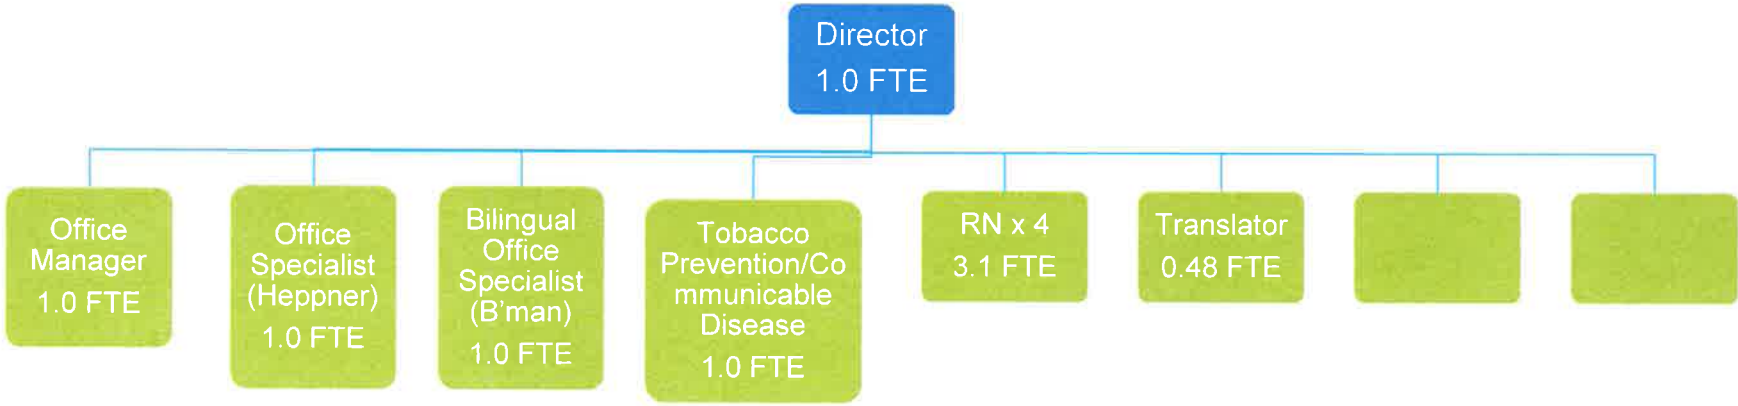 Director
1.0 FTE
Office
Manager
1.0 FTE
Office
Specialist
(Heppner)
1.0 FTE
Bilingual
Office
Specialist
(B'man)
1.0 FTE
Tobacco
Prevention/Co
mmunicable
Disease
1.0 FTE
RN x 4
3.1 FTE
Translator
0.48 FTE